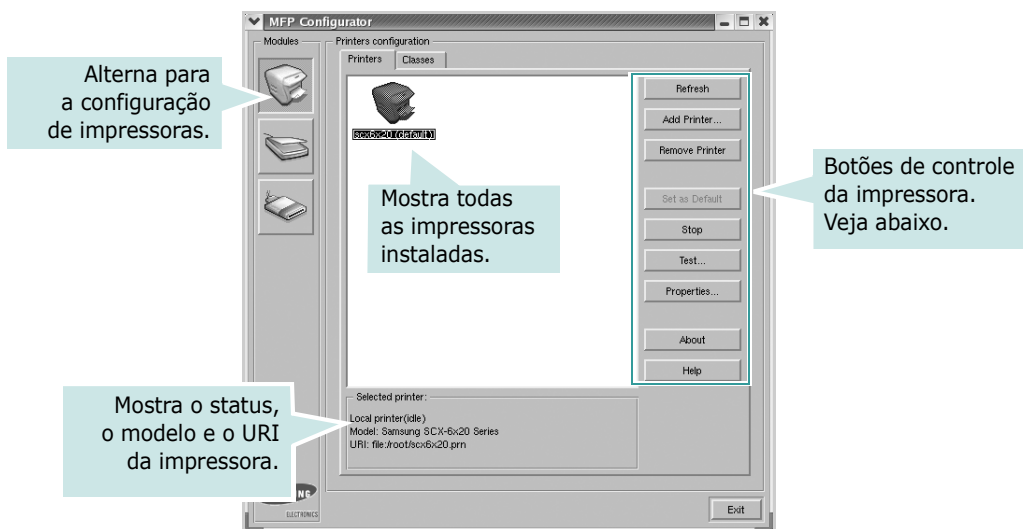 MFP Configurator
Modules
Printers configuration
Printers
Classes
Alterna para
a configuração
de impressoras.
scx6x20 (default)
Mostra todas
as impressoras
instaladas.
Refresh
Add Printer...
Remove Printer
Set as Default
Stop
Test...
Properties...
About
Help
Botões de controle
da impressora.
Veja abaixo.
Mostra o status,
o modelo e o URI
da impressora.
Selected printer:
Local printer(idle)
Model: Samsung SCX-6x20 Series
URI: file:/root/scx6x20.prn
ELECTRONICS
Exit